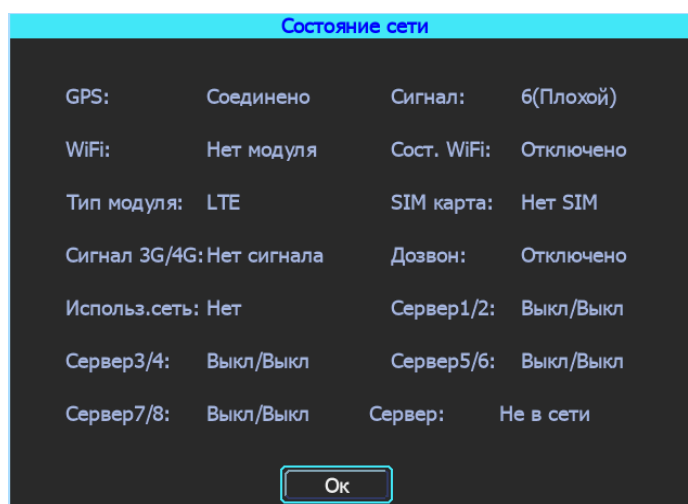 Состояние сети
GPS: Соединено Сигнал: 6(Плохой)
WiFi: Нет модуля Сост. WiFi: Отключено
Тип модуля: LTE SIM карта: Нет SIM
Сигнал 3G/4G: Нет сигнала Дозвон: Отключено
Использ.сеть: Нет Сервер1/2: Выкл/Выкл
Сервер3/4: Выкл/Выкл Сервер5/6: Выкл/Выкл
Сервер7/8: Выкл/Выкл Сервер: Не в сети
Ок